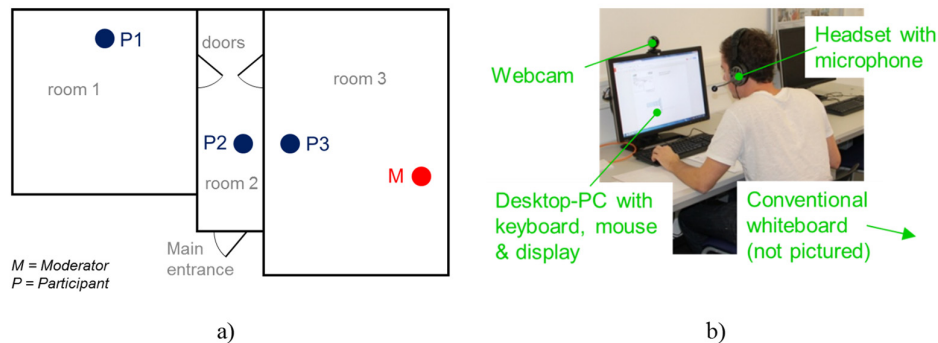 P1
doors
room 1
room 3
P2
P3
room 2
M
Main
entrance
M = Moderator
P = Participant
a)
Webcam
Headset with
microphone
Desktop-PC with
keyboard, mouse
& display
Conventional
whiteboard
(not pictured)
b)